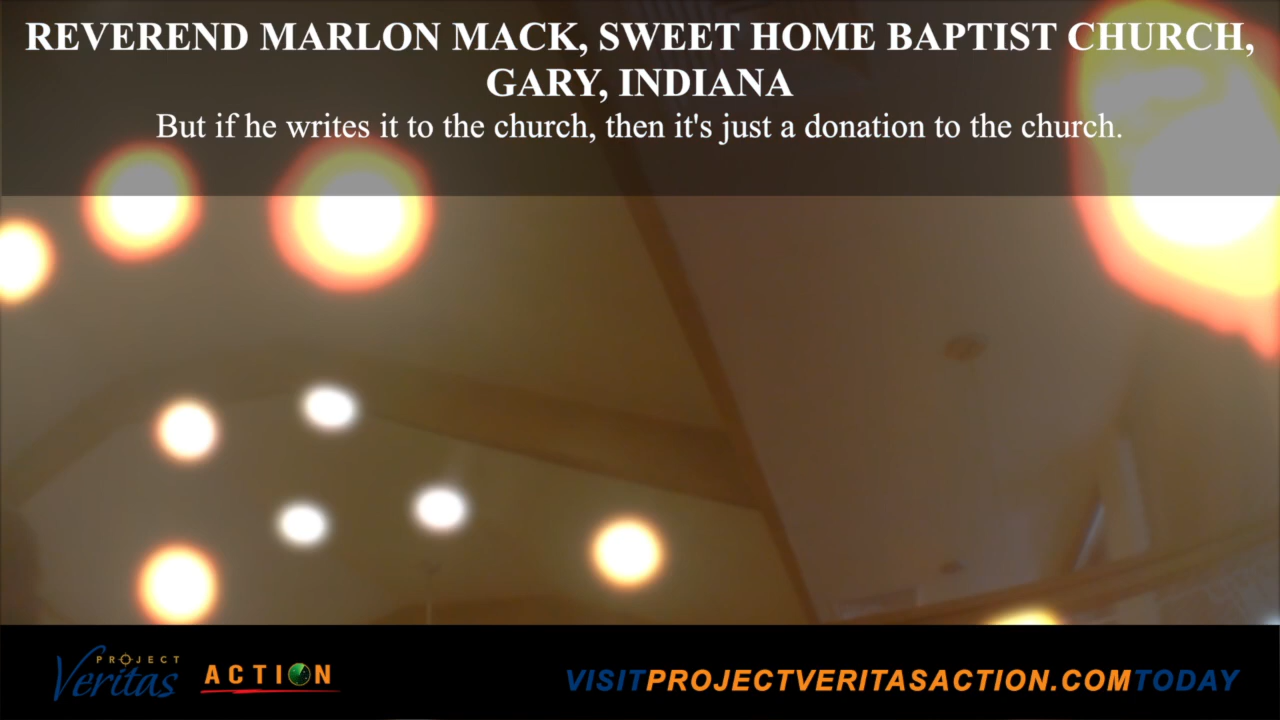 REVEREND MARLON MACK, SWEET HOME BAPTIST CHURCH,
GARY, INDIANA
But if he writes it to the church, then it's just a donation to the church.
PROJECT
Veritas ACTION
VISITPROJECTVERITASACTION.COMTODAY